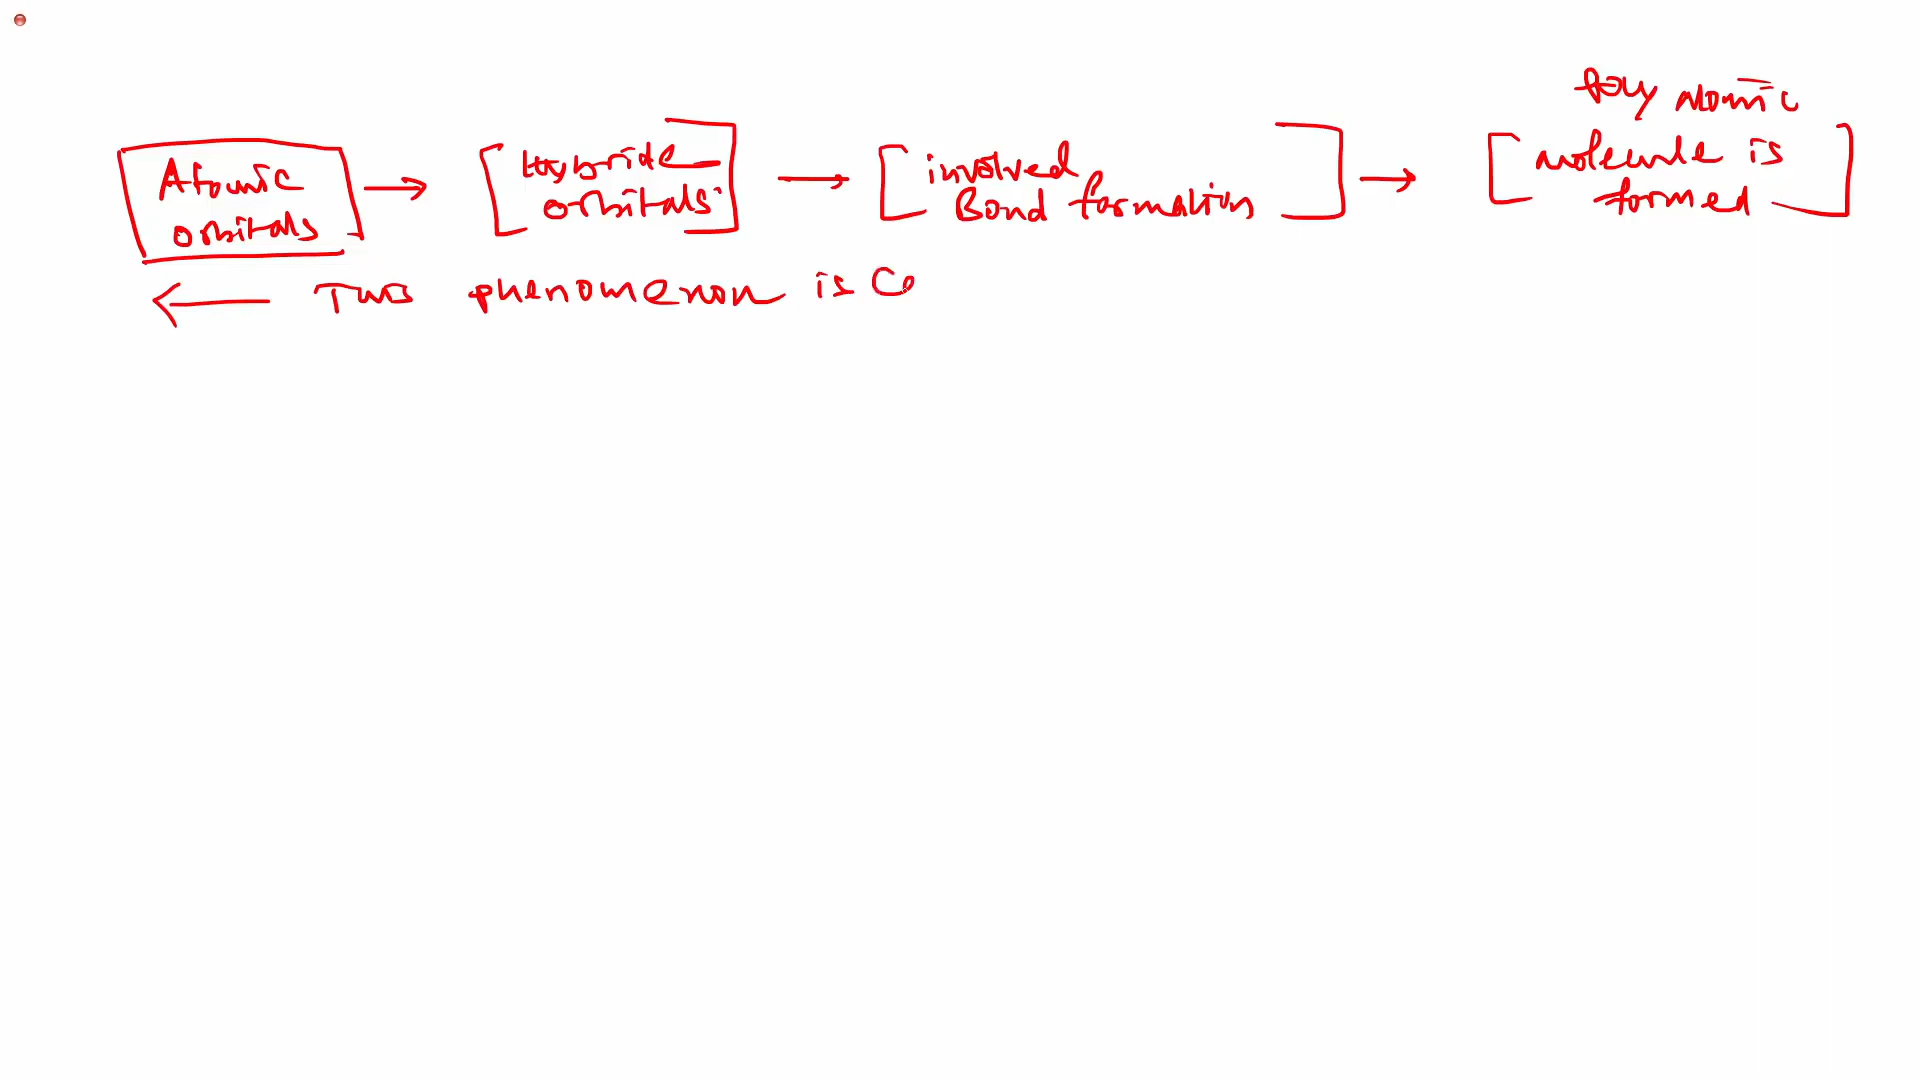 Atomic
orbitals
Hybride
orbitals
involved
Bond formation
Poly atomic
molecule is
formed
This phenomenon is Co